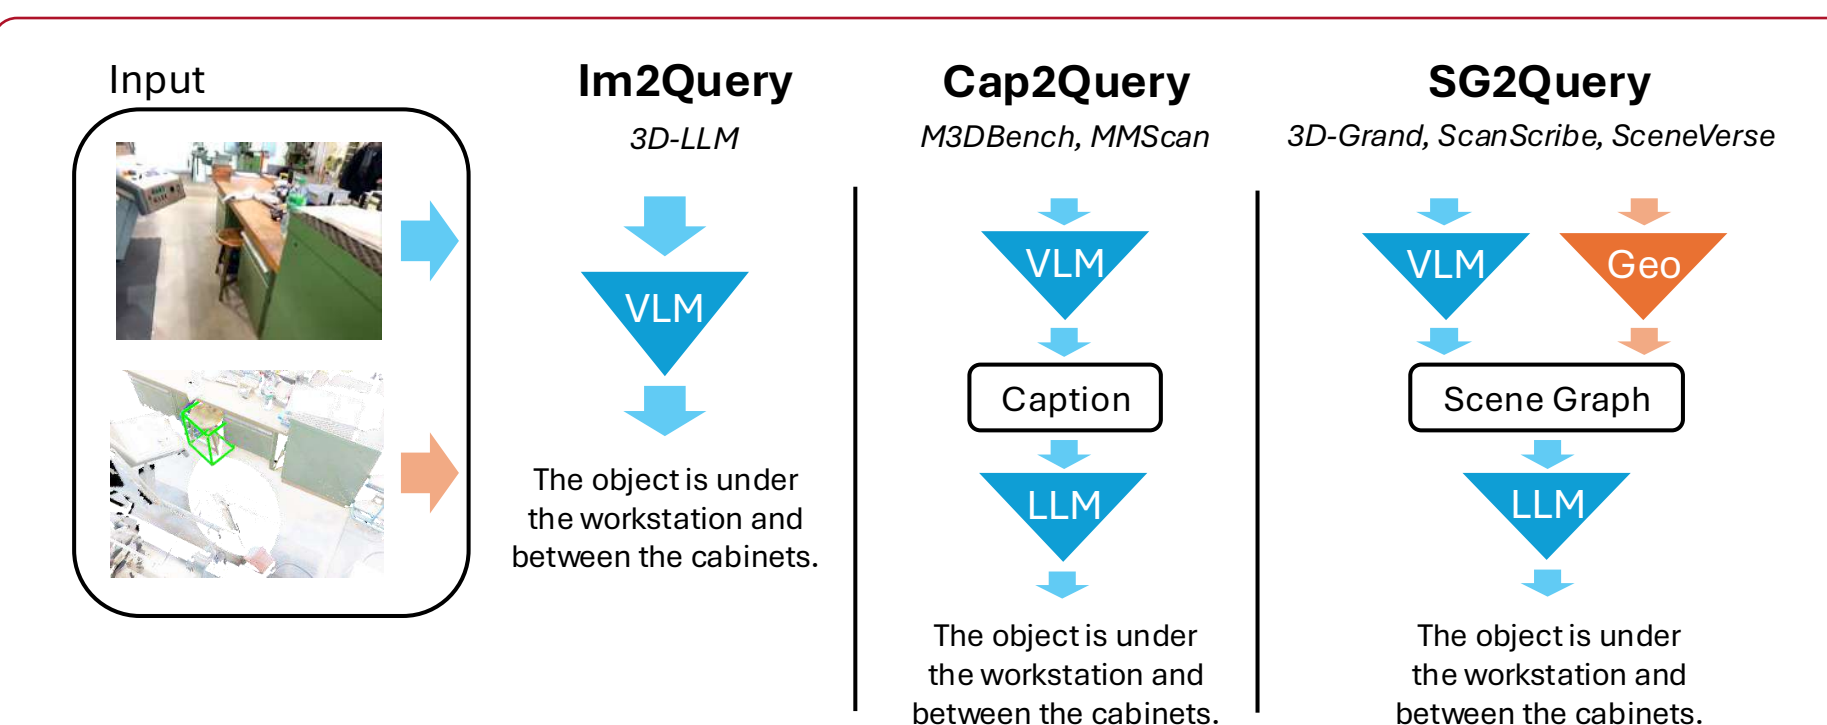 Input
Im2Query
3D-LLM
VLM
The object is under
the workstation and
between the cabinets.
Cap2Query
M3DBench, MMScan
VLM
Caption
LLM
The object is under
the workstation and
between the cabinets.
SG2Query
3D-Grand, ScanScribe, SceneVerse
VLM
Geo
Scene Graph
LLM
The object is under
the workstation and
between the cabinets.